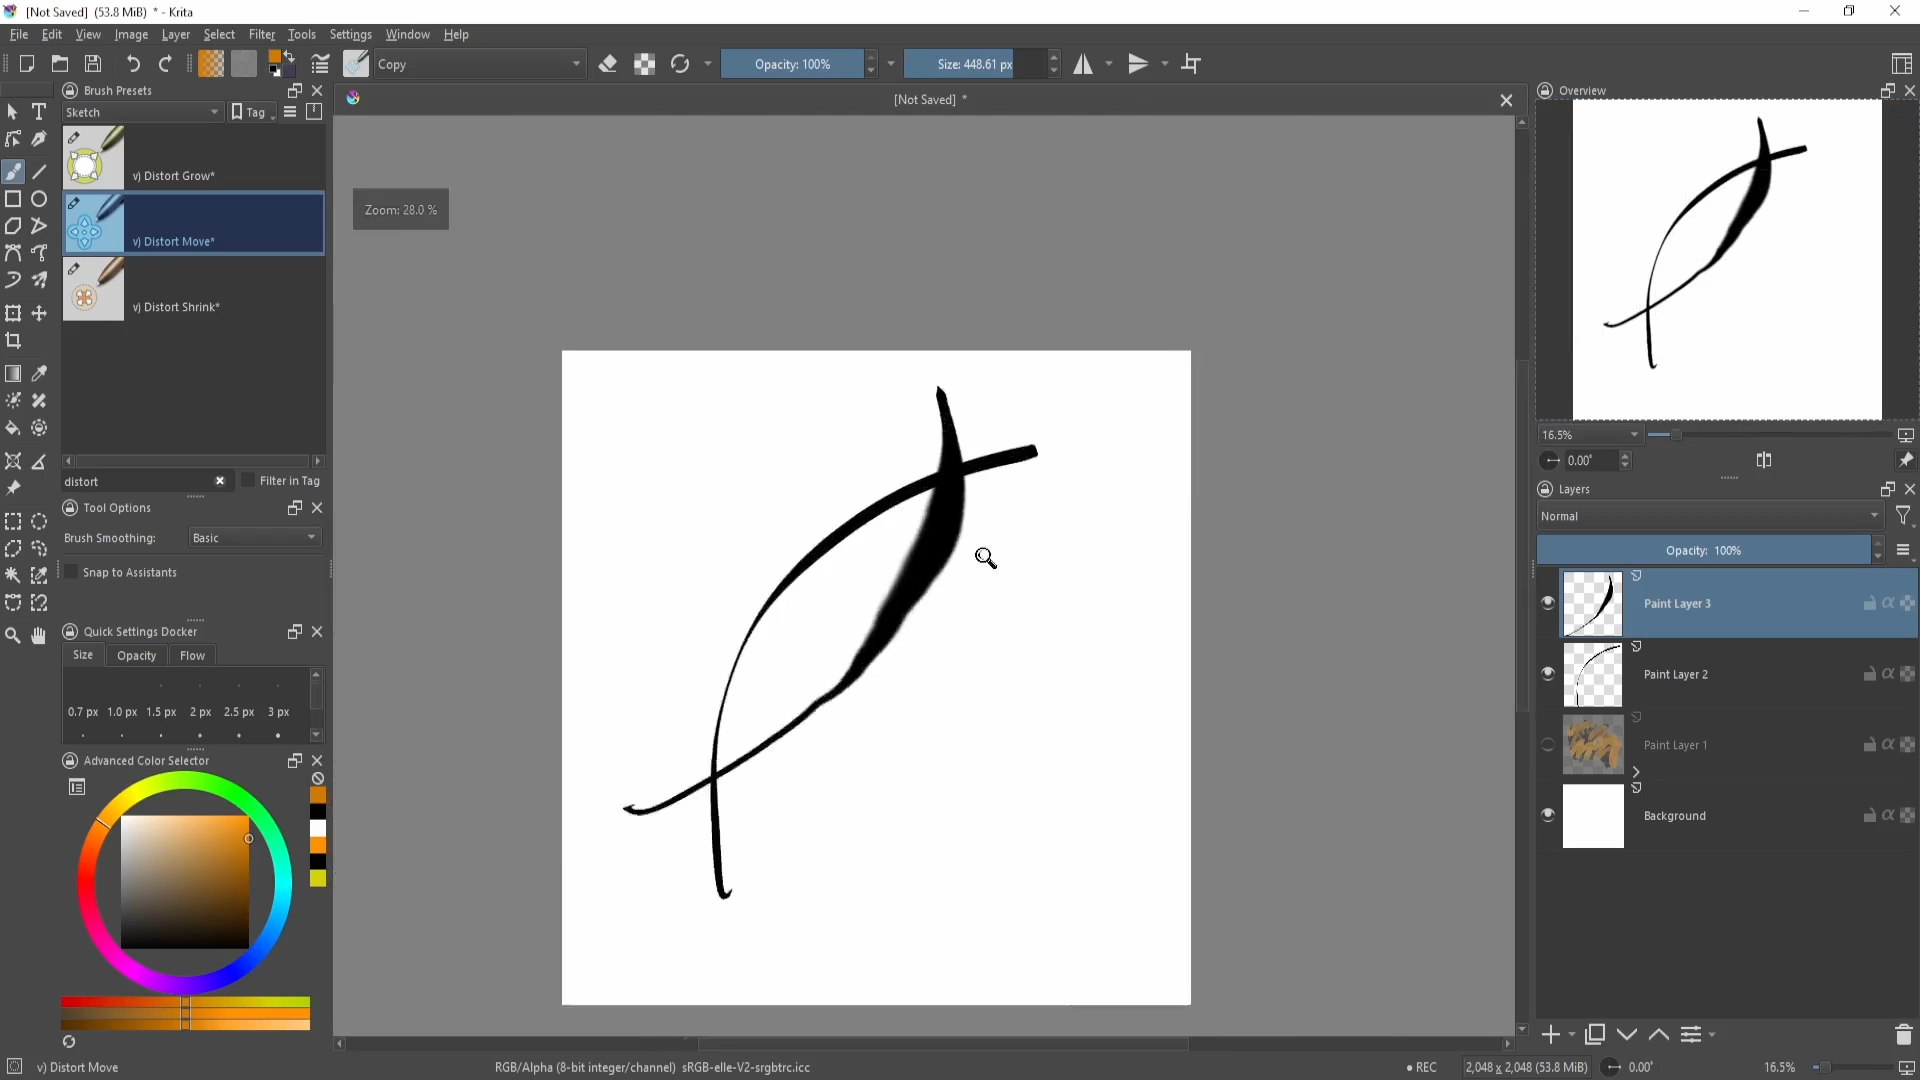 [Not Saved] (53.8 MiB) * - Krita
File Edit View Image Layer Select Filter Tools Settings Window Help
Copy Opacity: 100% Size: 448.61 px
Brush Presets
Sketch Tag
v) Distort Grow*
v) Distort Move*
v) Distort Shrink*
distort Filter in Tag
Tool Options
Brush Smoothing: Basic
Snap to Assistants
Quick Settings Docker
Size Opacity Flow
0.7 px 1.0 px 1.5 px 2 px 2.5 px 3 px
Advanced Color Selector
[Not Saved] *
Zoom: 28.0 %
Overview
16.5%
0.00°
Layers
Normal
Opacity: 100%
Paint Layer 3
Paint Layer 2
Paint Layer 1
Background
v) Distort Move
RGB/Alpha (8-bit integer/channel) sRGB-elle-V2-srgbtrc.icc
REC
2,048 x 2,048 (53.8 MiB)
0.00°
16.5%